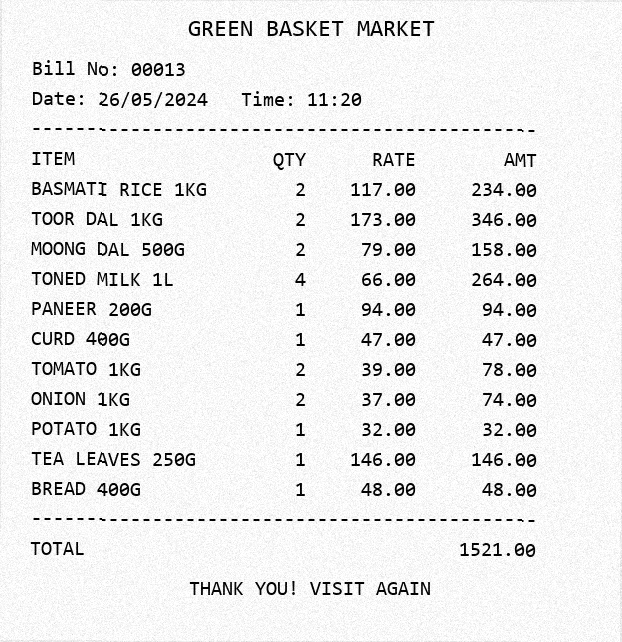 GREEN BASKET MARKET
Bill No: 00013
Date: 26/05/2024   Time: 11:20
----------------------------------------------
ITEM                  QTY      RATE        AMT
BASMATI RICE 1KG        2    117.00     234.00
TOOR DAL 1KG            2    173.00     346.00
MOONG DAL 500G          2     79.00     158.00
TONED MILK 1L           4     66.00     264.00
PANEER 200G             1     94.00      94.00
CURD 400G               1     47.00      47.00
TOMATO 1KG              2     39.00      78.00
ONION 1KG               2     37.00      74.00
POTATO 1KG              1     32.00      32.00
TEA LEAVES 250G         1    146.00     146.00
BREAD 400G              1     48.00      48.00
----------------------------------------------
TOTAL                                  1521.00
THANK YOU! VISIT AGAIN